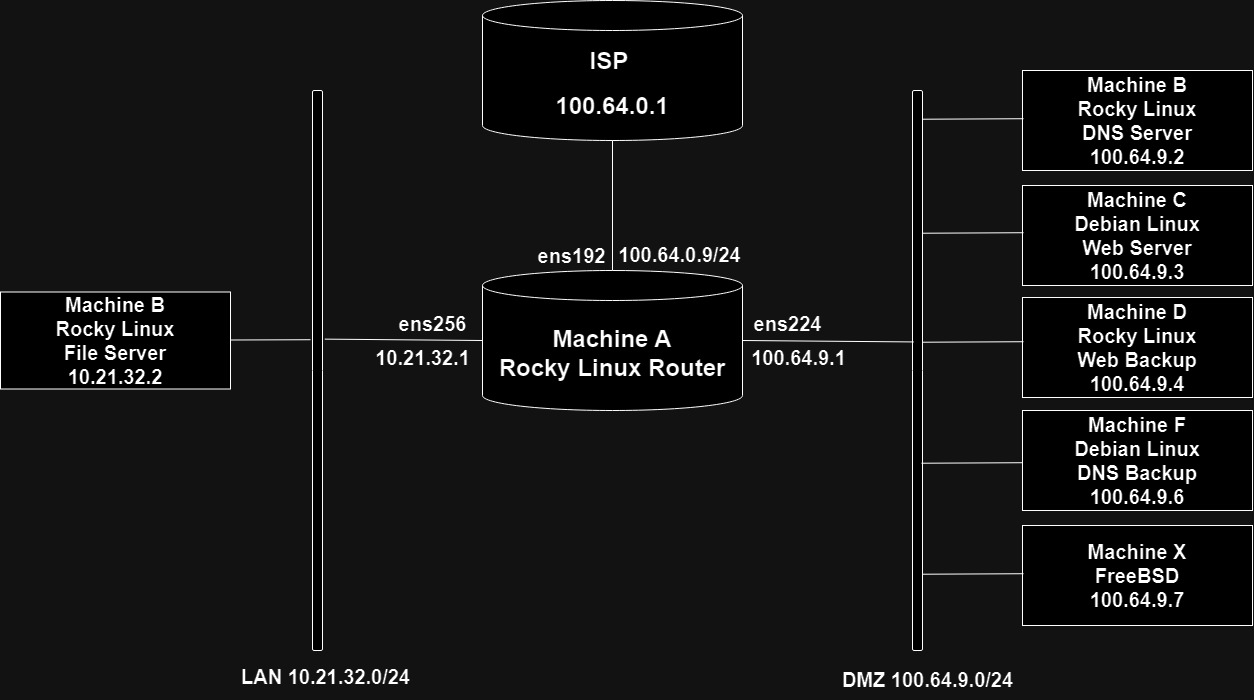 ISP
100.64.0.1
Machine B
Rocky Linux
DNS Server
100.64.9.2
Machine C
Debian Linux
Web Server
100.64.9.3
ens192
100.64.0.9/24
Machine B
Rocky Linux
File Server
10.21.32.2
ens256
10.21.32.1
Machine A
Rocky Linux Router
ens224
100.64.9.1
Machine D
Rocky Linux
Web Backup
100.64.9.4
Machine F
Debian Linux
DNS Backup
100.64.9.6
Machine X
FreeBSD
100.64.9.7
LAN 10.21.32.0/24
DMZ 100.64.9.0/24